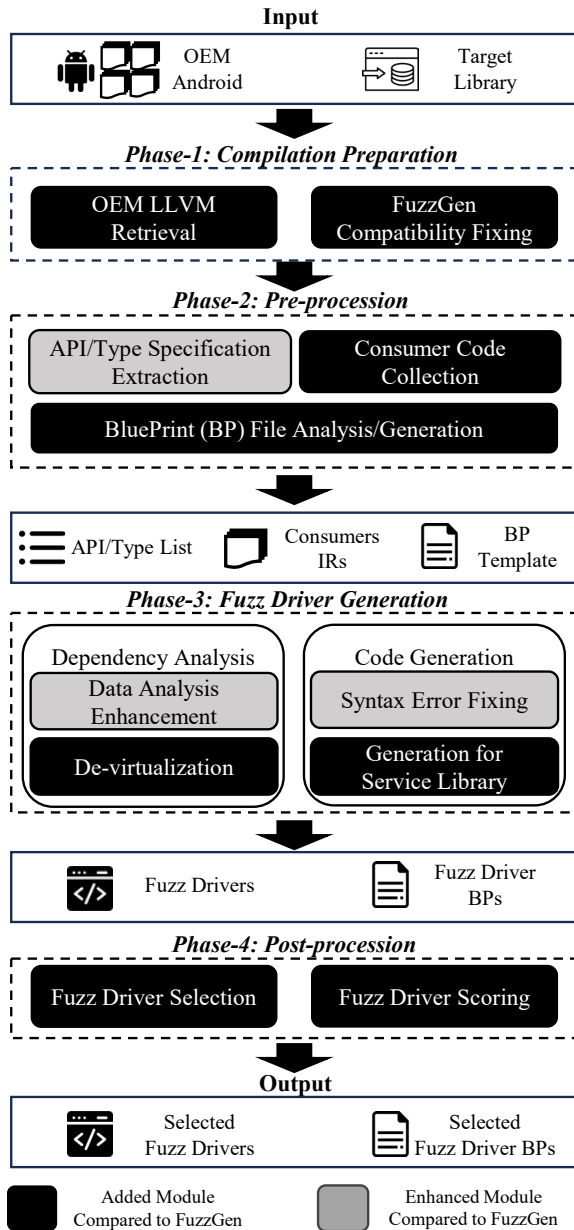 Input
OEM
Android
Target
Library
Phase-1: Compilation Preparation
OEM LLVM
Retrieval
FuzzGen
Compatibility Fixing
Phase-2: Pre-procession
API/Type Specification
Extraction
Consumer Code
Collection
BluePrint (BP) File Analysis/Generation
API/Type List
Consumers
IRs
BP
Template
Phase-3: Fuzz Driver Generation
Dependency Analysis
Data Analysis
Enhancement
De-virtualization
Code Generation
Syntax Error Fixing
Generation for
Service Library
</>
Fuzz Drivers
Fuzz Driver
BPs
Phase-4: Post-procession
Fuzz Driver Selection
Fuzz Driver Scoring
Output
</>
Selected
Fuzz Drivers
Selected
Fuzz Driver BPs
Added Module
Compared to FuzzGen
Enhanced Module
Compared to FuzzGen